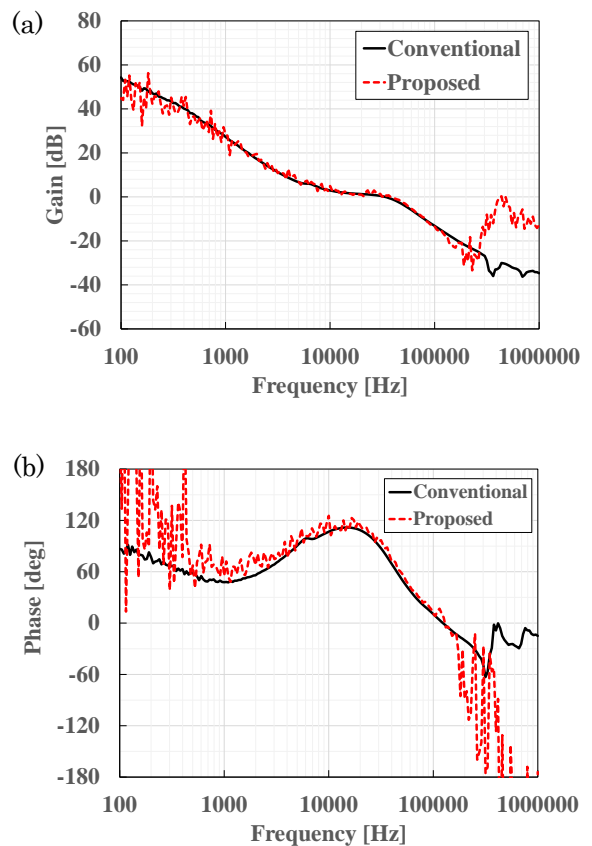 (a)
80
60
40
20
0
-20
-40
-60
Gain [dB]
Conventional
Proposed
100 1000 10000 100000 1000000
Frequency [Hz]
(b)
180
120
60
0
-60
-120
-180
Phase [deg]
Conventional
Proposed
100 1000 10000 100000 1000000
Frequency [Hz]